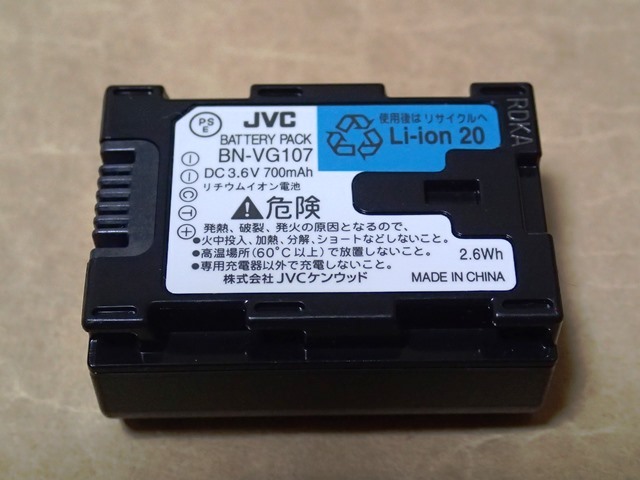 PS
E
JVC
BATTERY PACK
BN-VG107
DC 3.6V 700mAh
リチウムイオン電池
使用後はリサイクルへ
Li-ion 20
RDKA
⚠危険
発熱、破裂、発火の原因となるので、
●火中投入、加熱、分解、ショートなどしないこと。
●高温場所(60℃以上)で放置しないこと。
●専用充電器以外で充電しないこと。
株式会社JVCケンウッド
2.6Wh
MADE IN CHINA
− − C T +